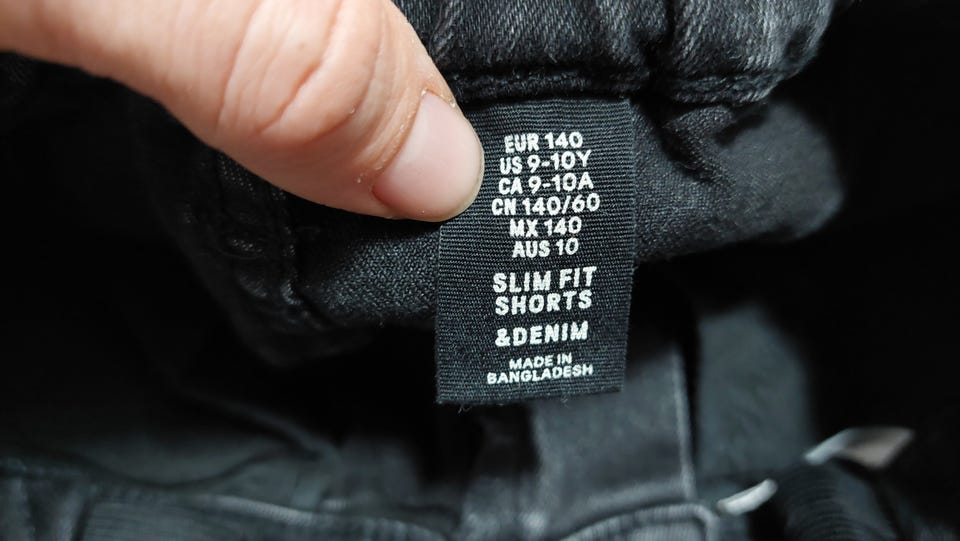 EUR 140
US 9-10Y
CA 9-10A
CN 140/60
MX 140
AUS 10
SLIM FIT
SHORTS
&DENIM
MADE IN
BANGLADESH